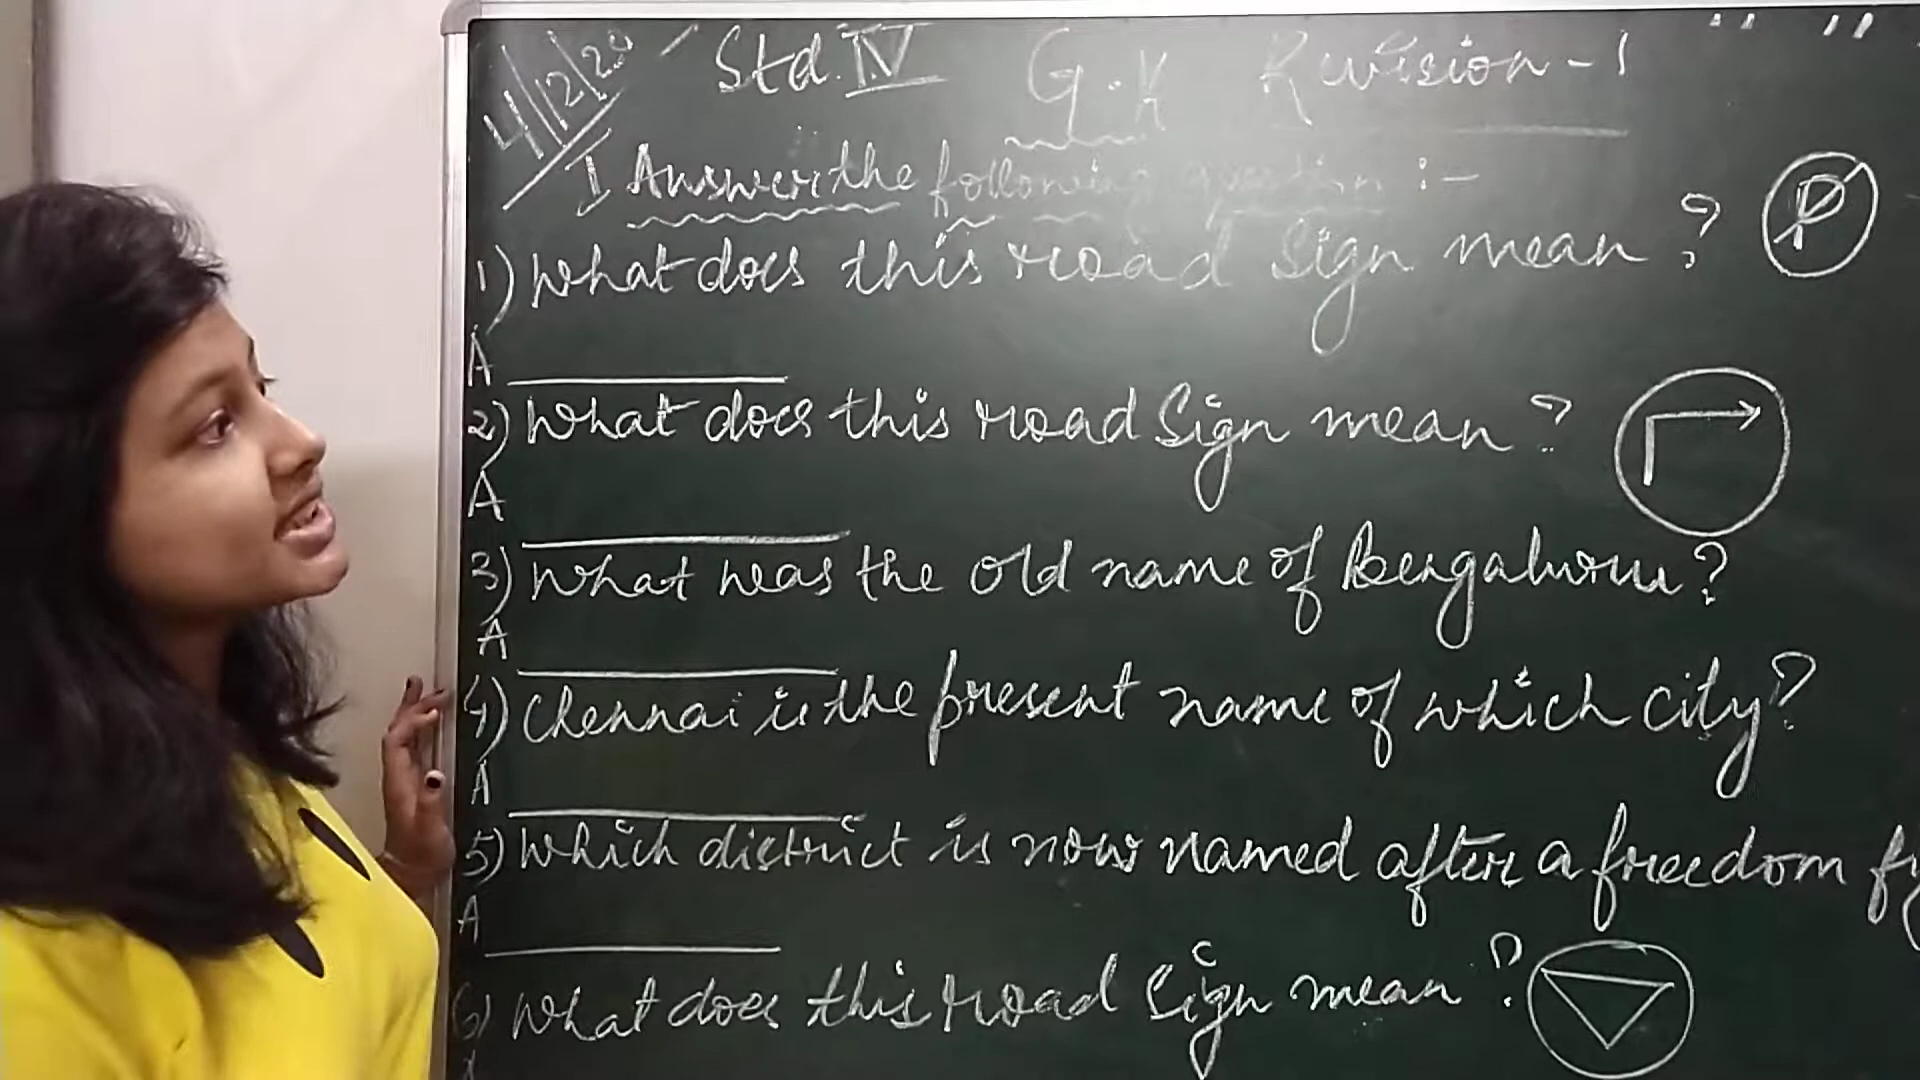 4/12/20
Std. IV G.K Revision-1
I Answer the following question :-
1) What does this road Sign mean ? P
A
2) What does this road Sign mean ?
A
3) What was the old name of Bengaluru ?
A
4) Chennai is the present name of which city ?
A
5) Which district is now named after a freedom
A
6) What does this road Sign mean ?